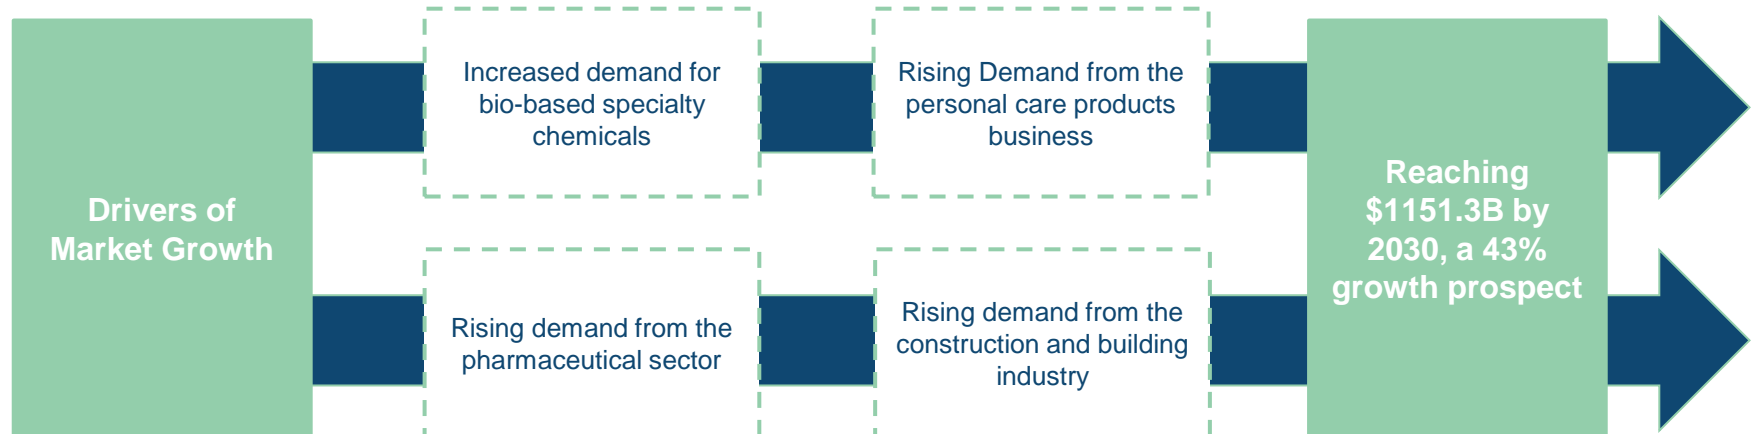 Drivers of
Market Growth
Increased demand for
bio-based specialty
chemicals
Rising Demand from the
personal care products
business
Rising demand from the
pharmaceutical sector
Rising demand from the
construction and building
industry
Reaching
$1151.3B by
2030, a 43%
growth prospect